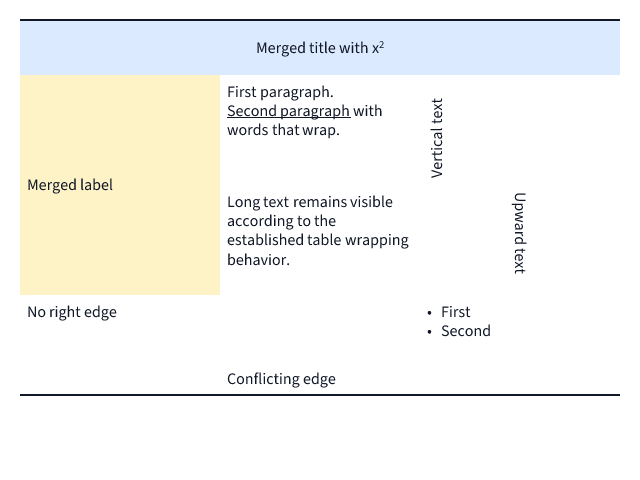 Merged title with x²
Merged label
First paragraph.
Second paragraph with
words that wrap.
Vertical text
Long text remains visible
according to the
established table wrapping
behavior.
Upward text
No right edge
Conflicting edge
• First
• Second